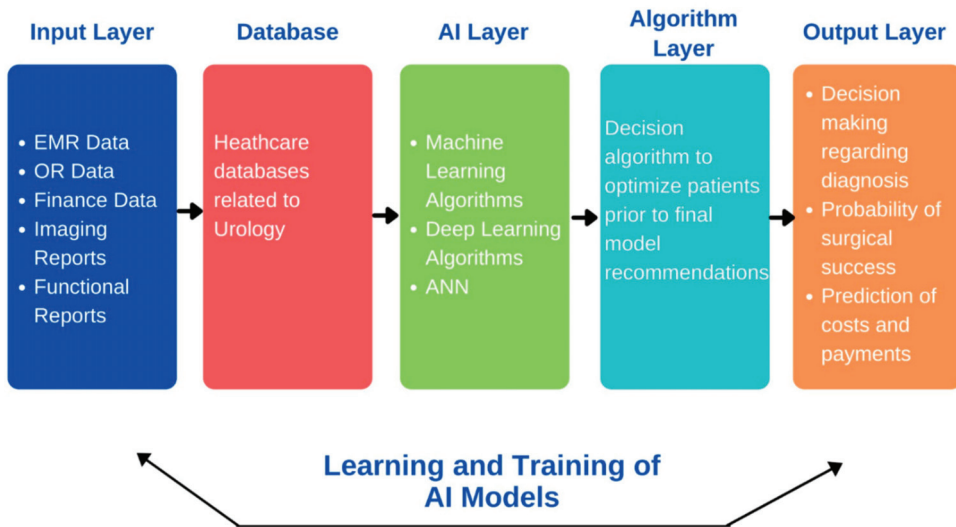 Input Layer
Database
AI Layer
Algorithm
Layer
Output Layer
• EMR Data
• OR Data
• Finance Data
• Imaging
Reports
• Functional
Reports
Heathcare
databases
related to
Urology
• Machine
Learning
Algorithms
• Deep Learning
Algorithms
• ANN
Decision
algorithm to
optimize patients
prior to final
model
recommendations
• Decision
making
regarding
diagnosis
• Probability of
surgical
success
• Prediction of
costs and
payments
Learning and Training of
AI Models